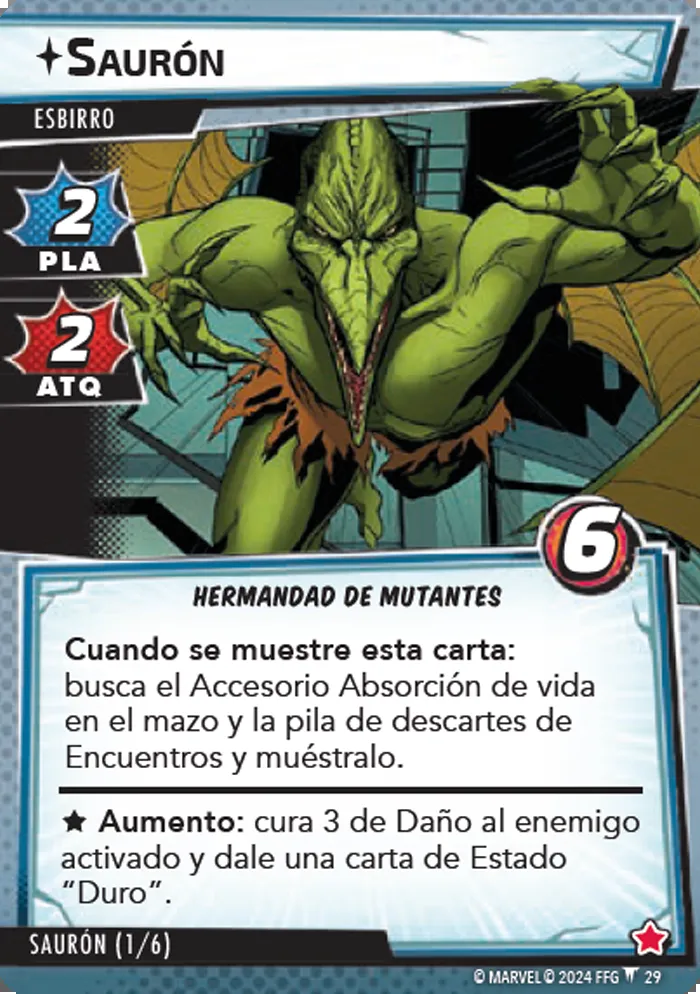 SAURÓN
ESBIRRO
2
PLA
2
ATQ
6
HERMANDAD DE MUTANTES
Cuando se muestre esta carta:
busca el Accesorio Absorción de vida
en el mazo y la pila de descartes de
Encuentros y muéstralo.
★ Aumento: cura 3 de Daño al enemigo
activado y dale una carta de Estado
“Duro”.
SAURÓN (1/6)
© MARVEL © 2024 FFG 29